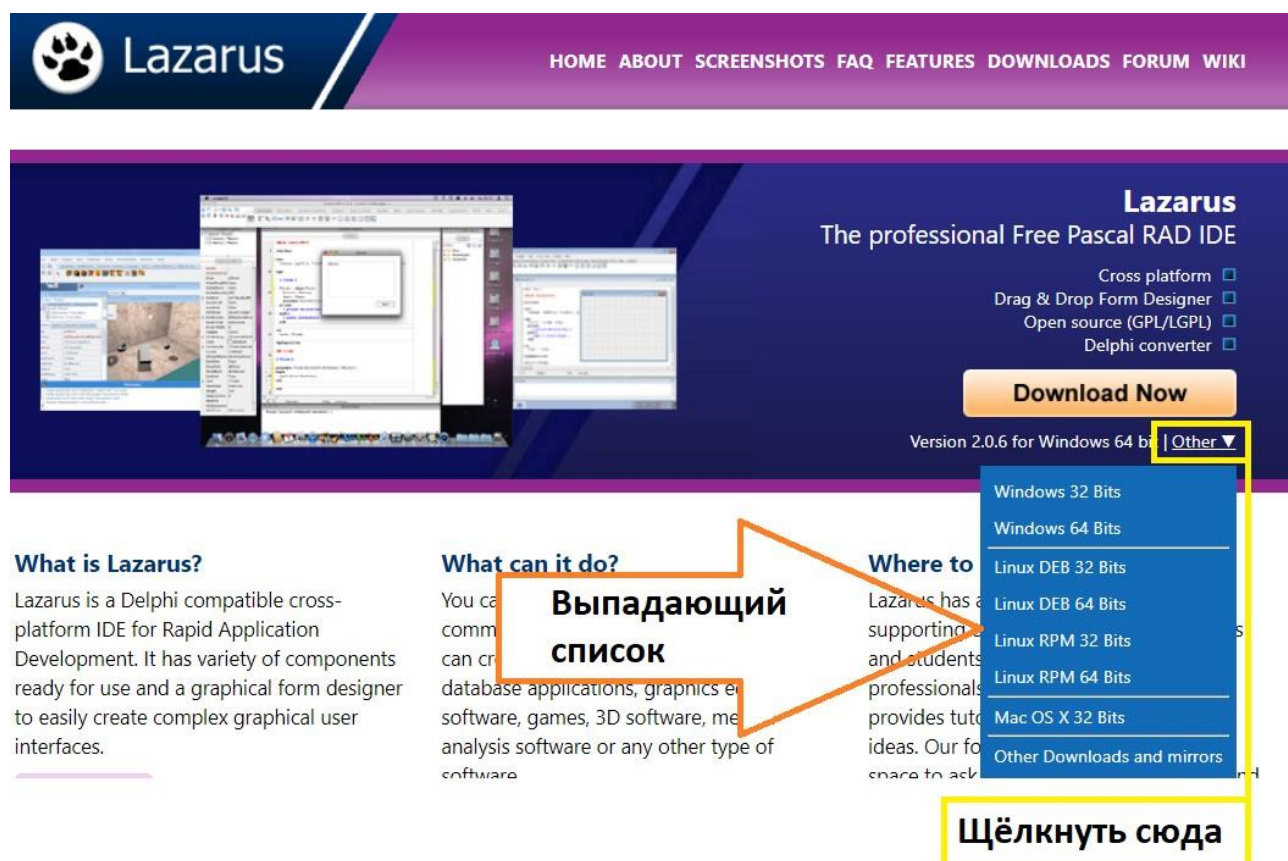 Lazarus
HOME ABOUT SCREENSHOTS FAQ FEATURES DOWNLOADS FORUM WIKI
Lazarus
The professional Free Pascal RAD IDE
Cross platform
Drag & Drop Form Designer
Open source (GPL/LGPL)
Delphi converter
Download Now
Version 2.0.6 for Windows 64 bit | Other ▼
Windows 32 Bits
Windows 64 Bits
Linux DEB 32 Bits
Linux DEB 64 Bits
Linux RPM 32 Bits
Linux RPM 64 Bits
Mac OS X 32 Bits
Other Downloads and mirrors
What is Lazarus?
Lazarus is a Delphi compatible cross-
platform IDE for Rapid Application
Development. It has variety of components
ready for use and a graphical form designer
to easily create complex graphical user
interfaces.
What can it do?
You
can
database applications, graphics
software, games, 3D software,
analysis software or any other type of
software
Выпадающий
список
Where to
Lazarus has
supporting
and students
professionals
provides
ideas. Our
space to ask
Щёлкнуть сюда